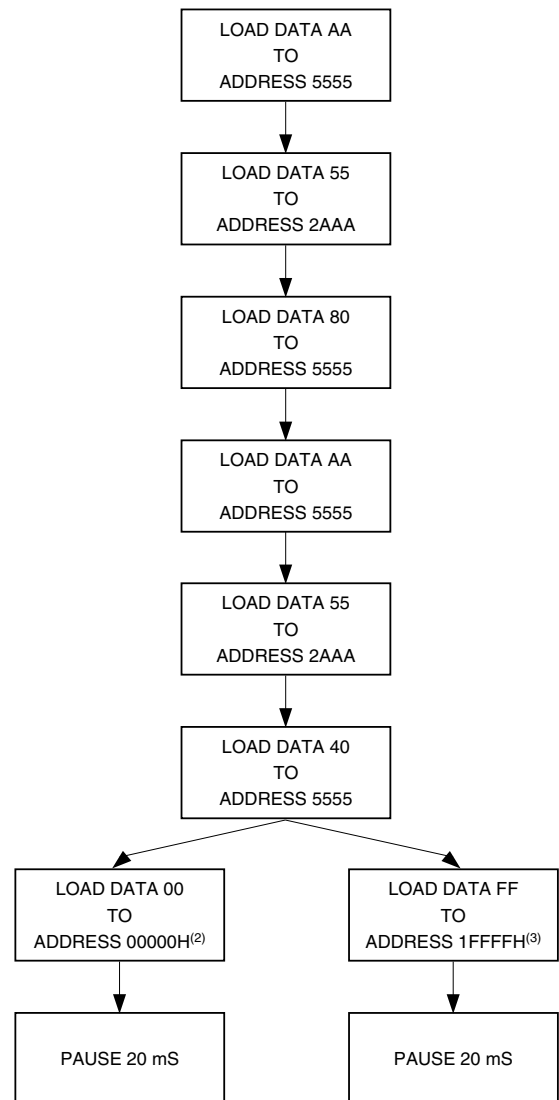 LOAD DATA AA
TO
ADDRESS 5555
LOAD DATA 55
TO
ADDRESS 2AAA
LOAD DATA 80
TO
ADDRESS 5555
LOAD DATA AA
TO
ADDRESS 5555
LOAD DATA 55
TO
ADDRESS 2AAA
LOAD DATA 40
TO
ADDRESS 5555
LOAD DATA 00
TO
ADDRESS 00000H(2)
LOAD DATA FF
TO
ADDRESS 1FFFFH(3)
PAUSE 20 mS
PAUSE 20 mS